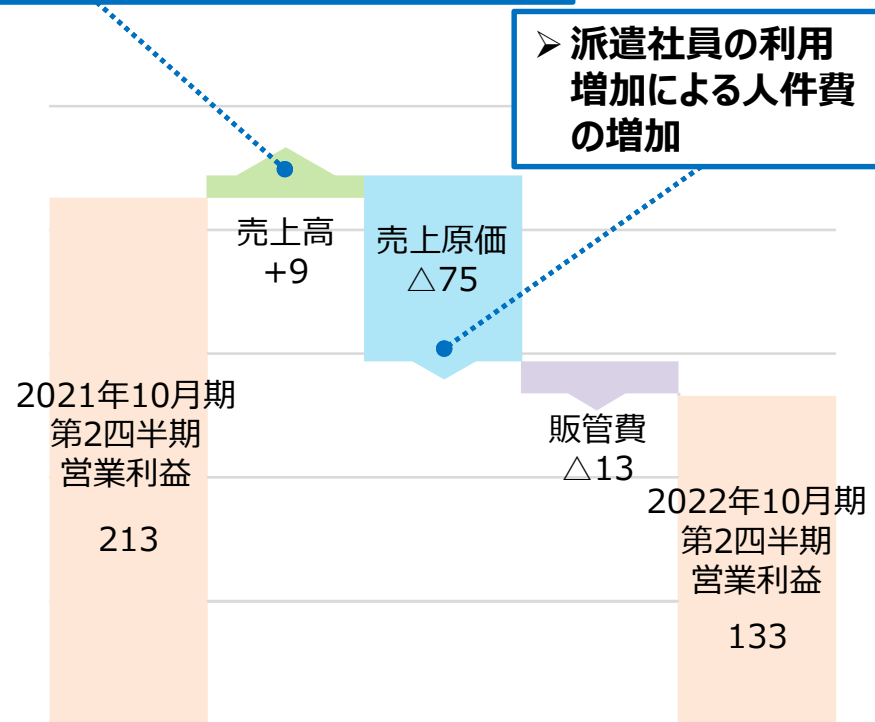 ➢ 派遣社員の利用
増加による人件費
の増加
売上高
+9
売上原価
△75
2021年10月期
第2四半期
営業利益
213
販管費
△13
2022年10月期
第2四半期
営業利益
133